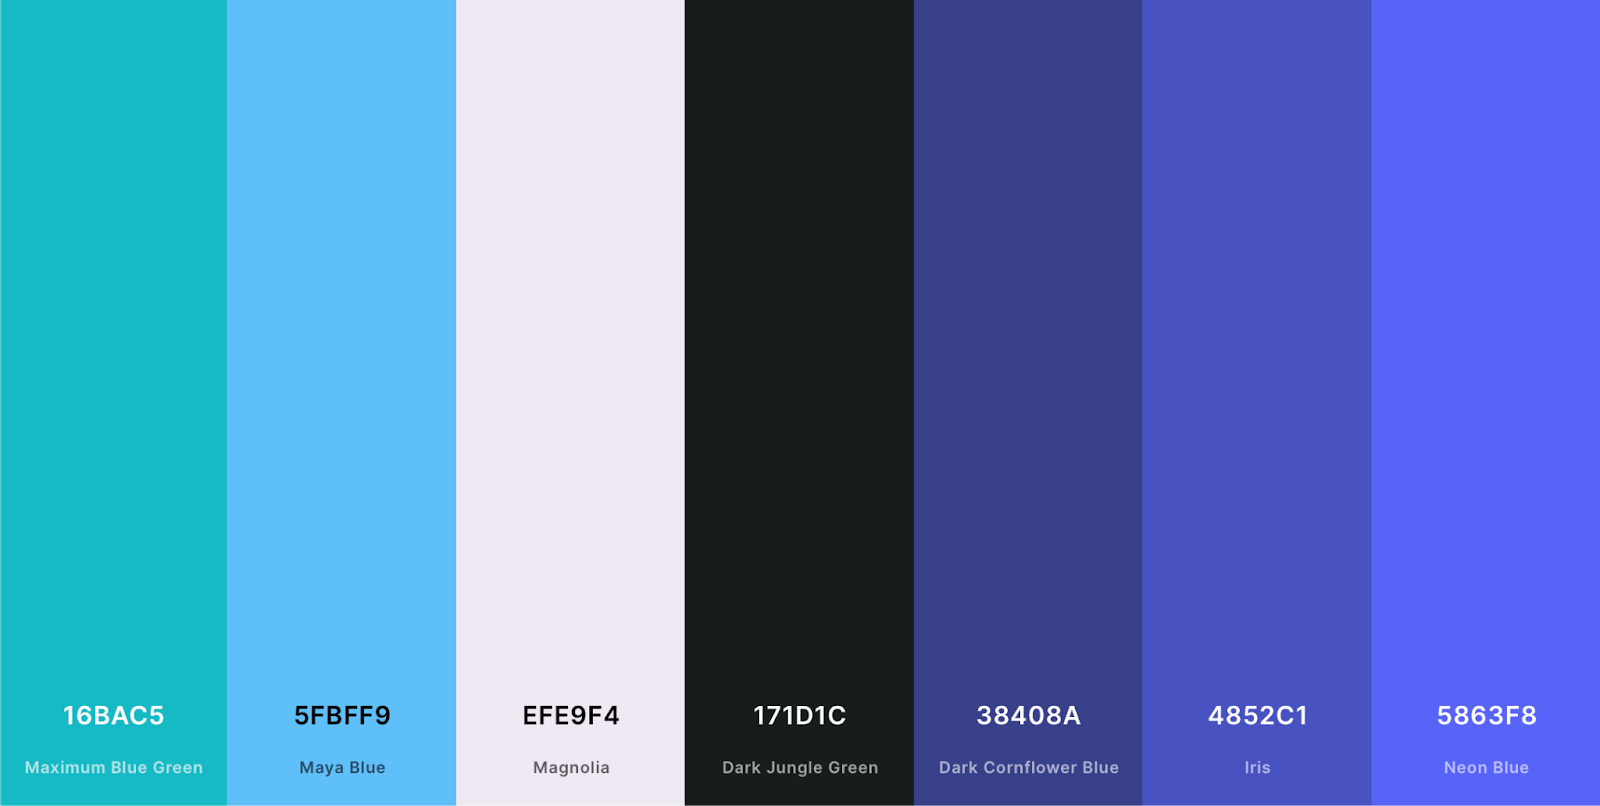 16BAC5
Maximum Blue Green
5FBFF9
Maya Blue
EFE9F4
Magnolia
171D1C
Dark Jungle Green
38408A
Dark Cornflower Blue
4852C1
Iris
5863F8
Neon Blue